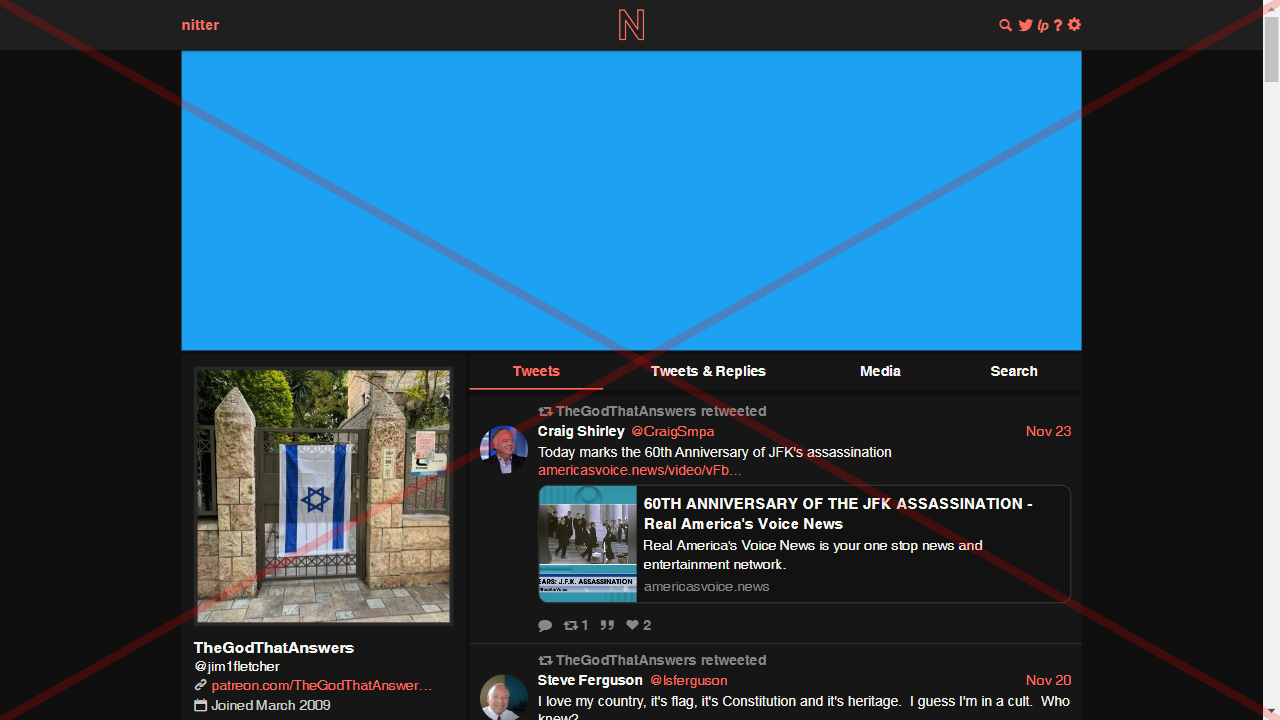 nitter
N
lp ?
Tweets
Tweets & Replies
Media
Search
TheGodThatAnswers retweeted
Craig Shirley @CraigSmpa
Nov 23
Today marks the 60th Anniversary of JFK's assassination
americasvoice.news/video/vFb…
60TH ANNIVERSARY OF THE JFK ASSASSINATION -
Real America's Voice News
Real America's Voice News is your one stop news and
entertainment network.
americasvoice.news
EARS: J.F.K. ASSASSINATION
1
2
TheGodThatAnswers
@jim1fletcher
patreon.com/TheGodThatAnswer…
Joined March 2009
TheGodThatAnswers retweeted
Steve Ferguson @lsferguson
Nov 20
I love my country, it's flag, it's Constitution and it's heritage. I guess I'm in a cult. Who
knew?